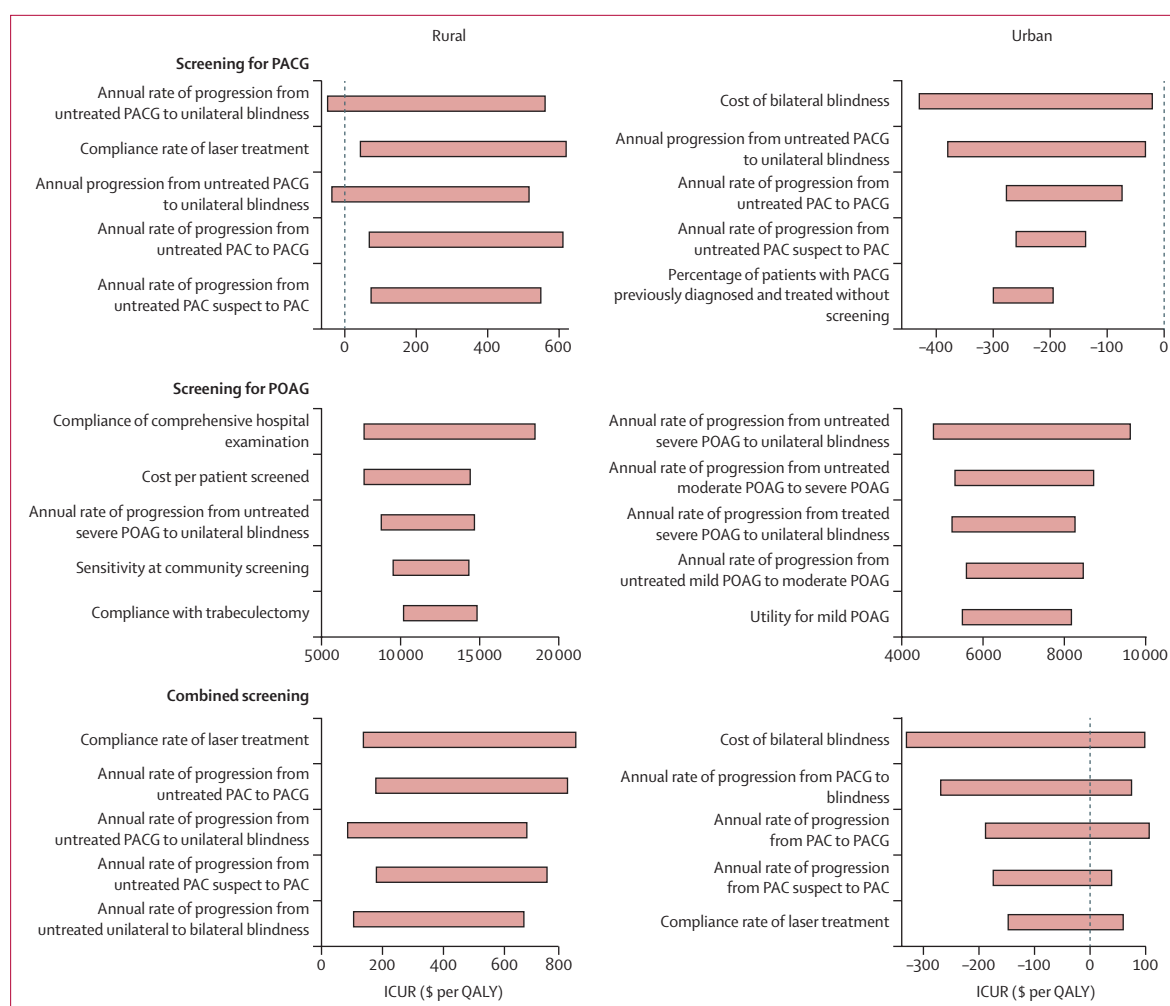 Rural
Urban
Screening for PACG
Annual rate of progression from
untreated PACG to unilateral blindness
Compliance rate of laser treatment
Annual progression from untreated PACG
to unilateral blindness
Annual rate of progression from
untreated PAC to PACG
Annual rate of progression from
untreated PAC suspect to PAC
0 200 400 600
Cost of bilateral blindness
Annual progression from untreated PACG
to unilateral blindness
Annual rate of progression from
untreated PAC to PACG
Annual rate of progression from
untreated PAC suspect to PAC
Percentage of patients with PACG
previously diagnosed and treated without
screening
–400 –300 –200 –100 0
Screening for POAG
Compliance of comprehensive hospital
examination
Cost per patient screened
Annual rate of progression from untreated
severe POAG to unilateral blindness
Sensitivity at community screening
Compliance with trabeculectomy
5000 10 000 15 000 20 000
Annual rate of progression from untreated
severe POAG to unilateral blindness
Annual rate of progression from untreated
moderate POAG to severe POAG
Annual rate of progression from treated
severe POAG to unilateral blindness
Annual rate of progression from
untreated mild POAG to moderate POAG
Utility for mild POAG
4000 6000 8000 10 000
Combined screening
Compliance rate of laser treatment
Annual rate of progression from
untreated PAC to PACG
Annual rate of progression from
untreated PACG to unilateral blindness
Annual rate of progression from
untreated PAC suspect to PAC
Annual rate of progression from
untreated unilateral to bilateral blindness
0 200 400 600 800
ICUR ($ per QALY)
Cost of bilateral blindness
Annual rate of progression from PACG to
blindness
Annual rate of progression
from PAC to PACG
Annual rate of progression
from PAC suspect to PAC
Compliance rate of laser treatment
–300 –200 –100 0 100
ICUR ($ per QALY)